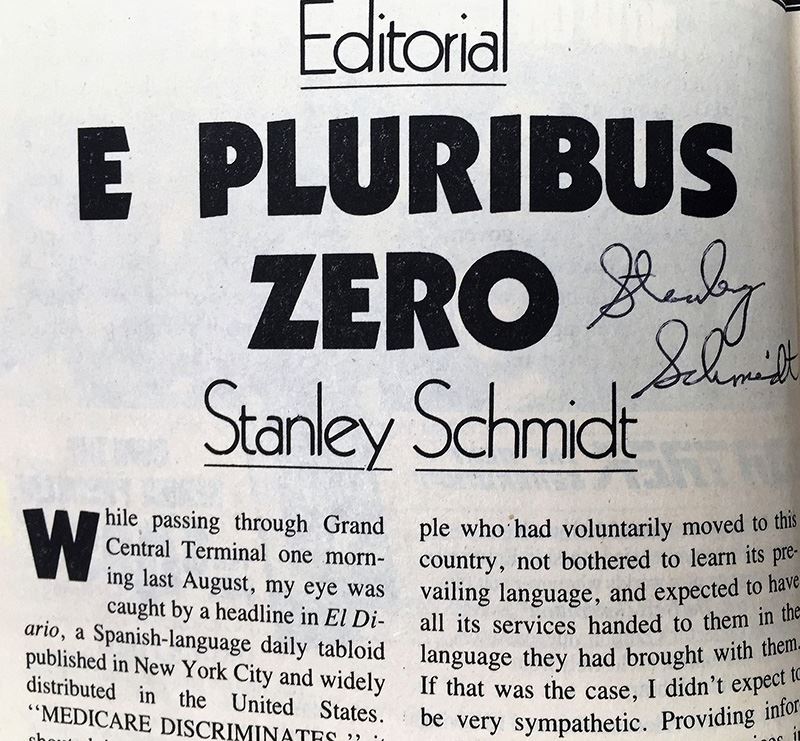 Editorial
E PLURIBUS
ZERO
Stanley
Schmidt
Stanley Schmidt
While passing through Grand
Central Terminal one morn-
ing last August, my eye was
caught by a headline in El Di-
ario, a Spanish-language daily tabloid
published in New York City and widely
distributed in the United States.
“MEDICARE DISCRIMINATES,” it
ple who had voluntarily moved to this
country, not bothered to learn its pre-
vailing language, and expected to have
all its services handed to them in the
language they had brought with them.
If that was the case, I didn’t expect to
be very sympathetic. Providing infor-